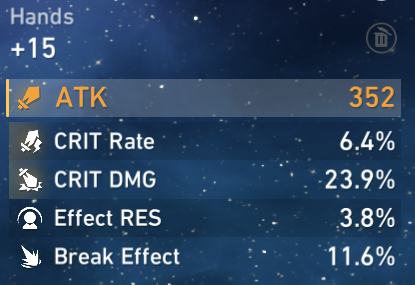 Hands
+15
ATK 352
CRIT Rate 6.4%
CRIT DMG 23.9%
Effect RES 3.8%
Break Effect 11.6%